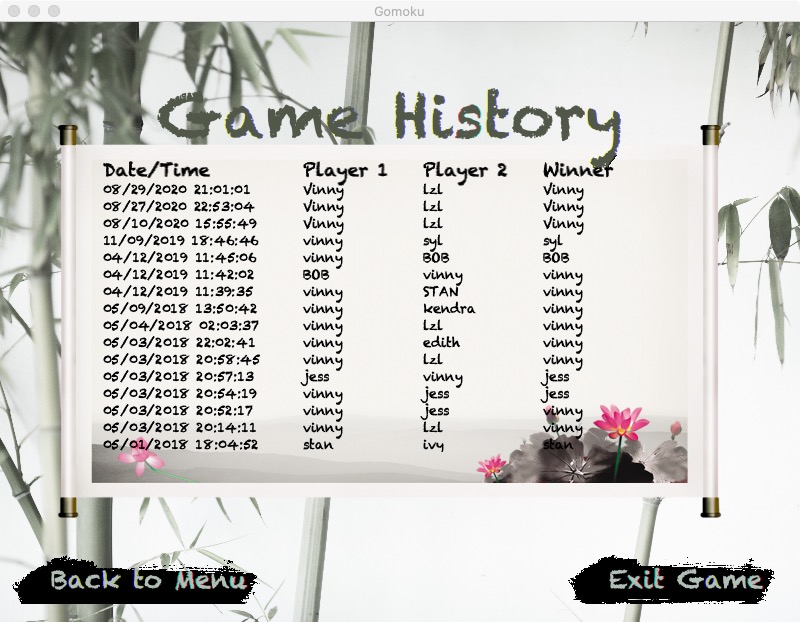 Gomoku
Game History
Date/Time Player 1 Player 2 Winner
08/29/2020 21:01:01 Vinny lzl Vinny
08/27/2020 22:53:04 Vinny lzl Vinny
08/10/2020 15:55:49 Vinny lzl Vinny
11/09/2019 18:46:46 vinny syl syl
04/12/2019 11:45:06 vinny BOB BOB
04/12/2019 11:42:02 BOB vinny vinny
04/12/2019 11:39:35 vinny STAN vinny
05/09/2018 13:50:42 vinny kendra vinny
05/04/2018 02:03:37 vinny lzl vinny
05/03/2018 22:02:41 vinny edith vinny
05/03/2018 20:58:45 vinny lzl vinny
05/03/2018 20:57:13 jess vinny jess
05/03/2018 20:54:19 vinny jess jess
05/03/2018 20:52:17 vinny jess vinny
05/03/2018 20:14:11 vinny lzl vinny
05/01/2018 18:04:52 stan ivy stan
Back to Menu
Exit Game